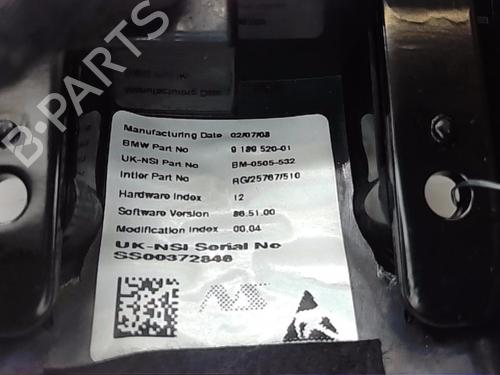 B-PARTS
Manufacturing Date 02/07/08
BMW Part No 9 189 520-01
UK-NSI Part No BM-0505-532
Intier Part No RG/25767/510
Hardware Index 12
Software Version 86.51.00
Modification Index 00.04
UK-NSI Serial No
SS00372846